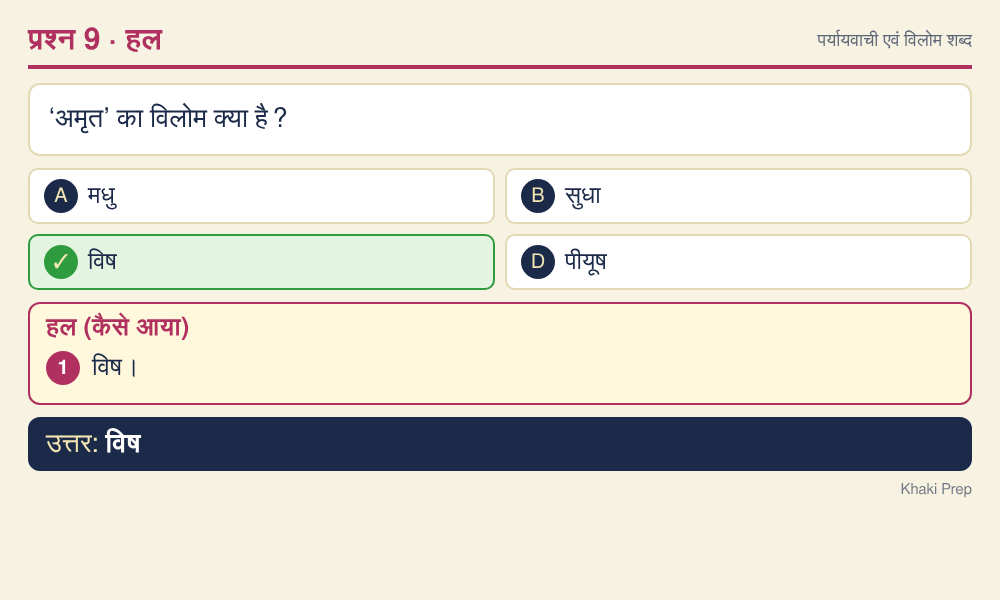 प्रश्न 9 · हल
पर्यायवाची एवं विलोम शब्द
‘अमृत’ का विलोम क्या है ?
A मधु
B सुधा
✓ विष
D पीयूष
हल (कैसे आया)
1 विष ।
उत्तर: विष
Khaki Prep